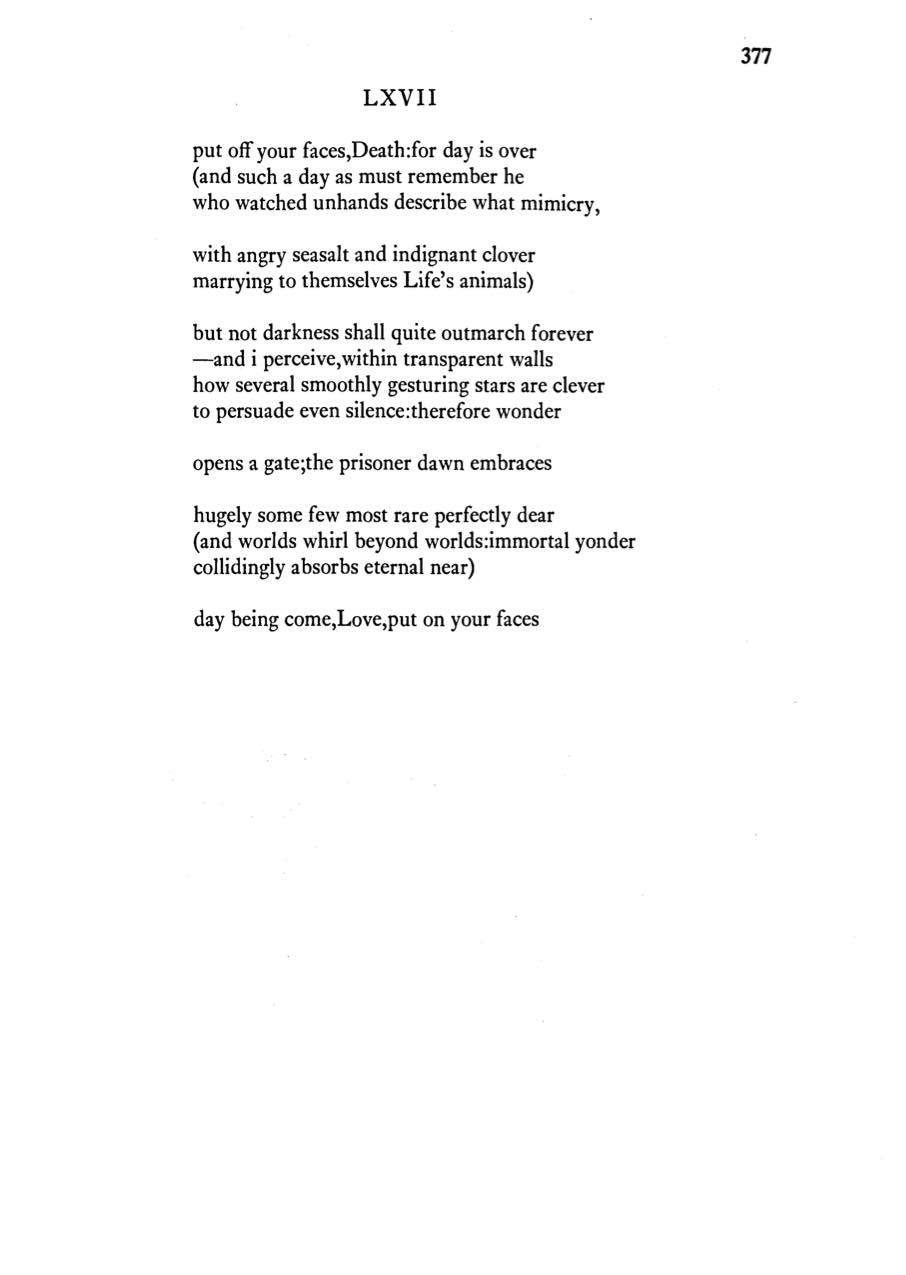 377
LXVII
put off your faces,Death:for day is over
(and such a day as must remember he
who watched unhands describe what mimicry,
with angry seasalt and indignant clover
marrying to themselves Life's animals)
but not darkness shall quite outmarch forever
—and i perceive,within transparent walls
how several smoothly gesturing stars are clever
to persuade even silence:therefore wonder
opens a gate;the prisoner dawn embraces
hugely some few most rare perfectly dear
(and worlds whirl beyond worlds:immortal yonder
collidingly absorbs eternal near)
day being come,Love,put on your faces